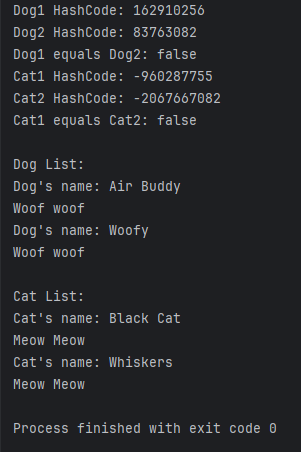 Dog1 HashCode: 162910256
Dog2 HashCode: 83763082
Dog1 equals Dog2: false
Cat1 HashCode: -960287755
Cat2 HashCode: -2067667082
Cat1 equals Cat2: false

Dog List:
Dog's name: Air Buddy
Woof woof
Dog's name: Woofy
Woof woof

Cat List:
Cat's name: Black Cat
Meow Meow
Cat's name: Whiskers
Meow Meow

Process finished with exit code 0